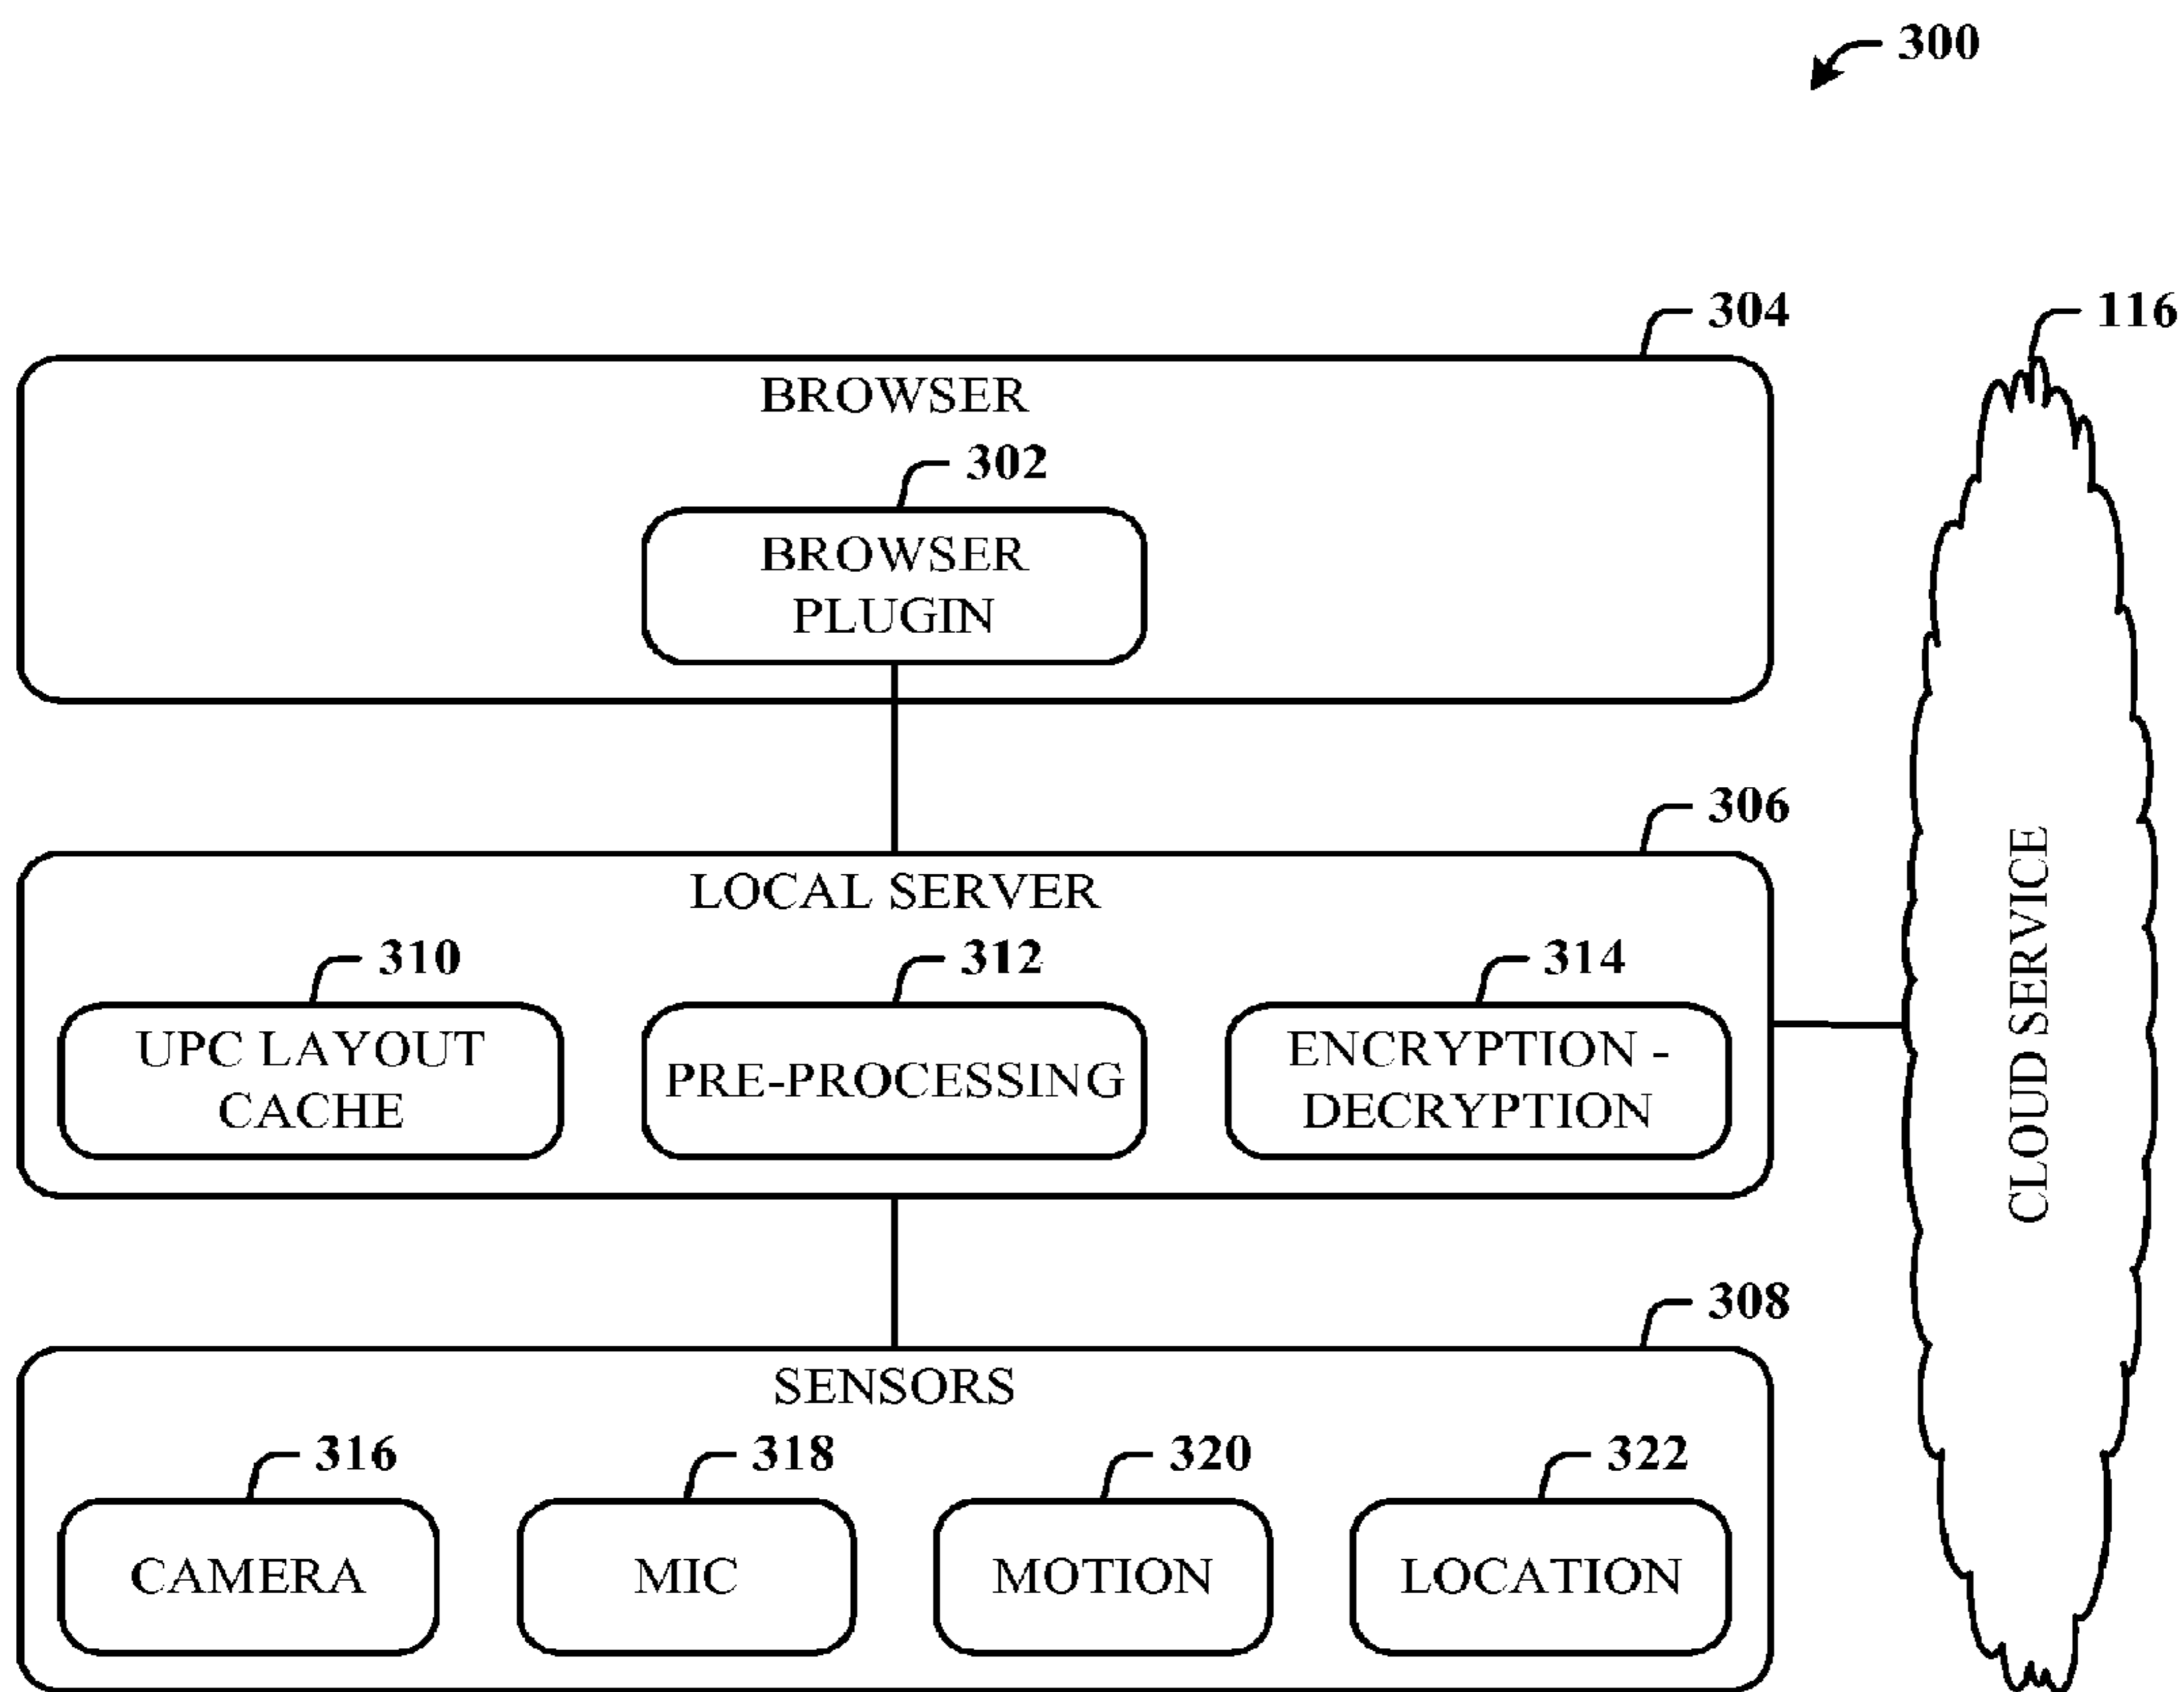 300
304
116
BROWSER
302
BROWSER
PLUGIN
306
LOCAL SERVER
310
312
314
UPC LAYOUT
CACHE
PRE-PROCESSING
ENCRYPTION -
DECRYPTION
CLOUD SERVICE
308
SENSORS
316
318
320
322
CAMERA
MIC
MOTION
LOCATION